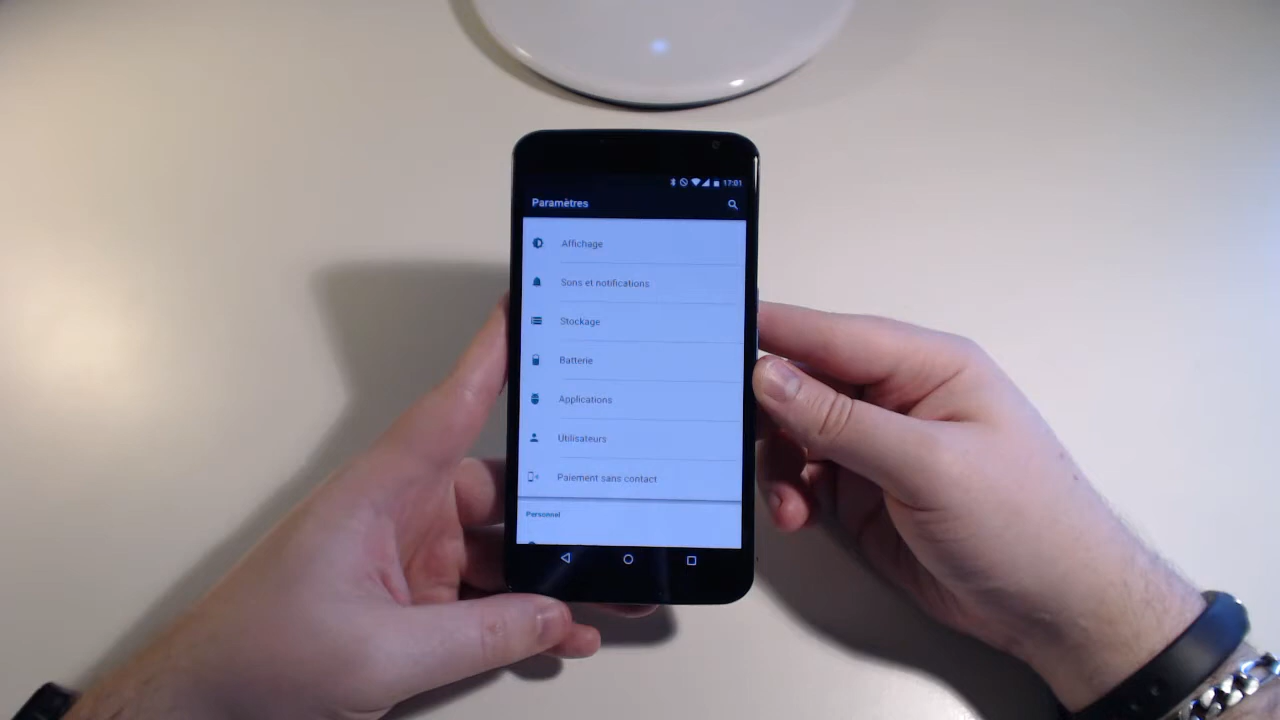 17:01
Paramètres
Affichage
Sons et notifications
Stockage
Batterie
Applications
Utilisateurs
Paiement sans contact
Personnel